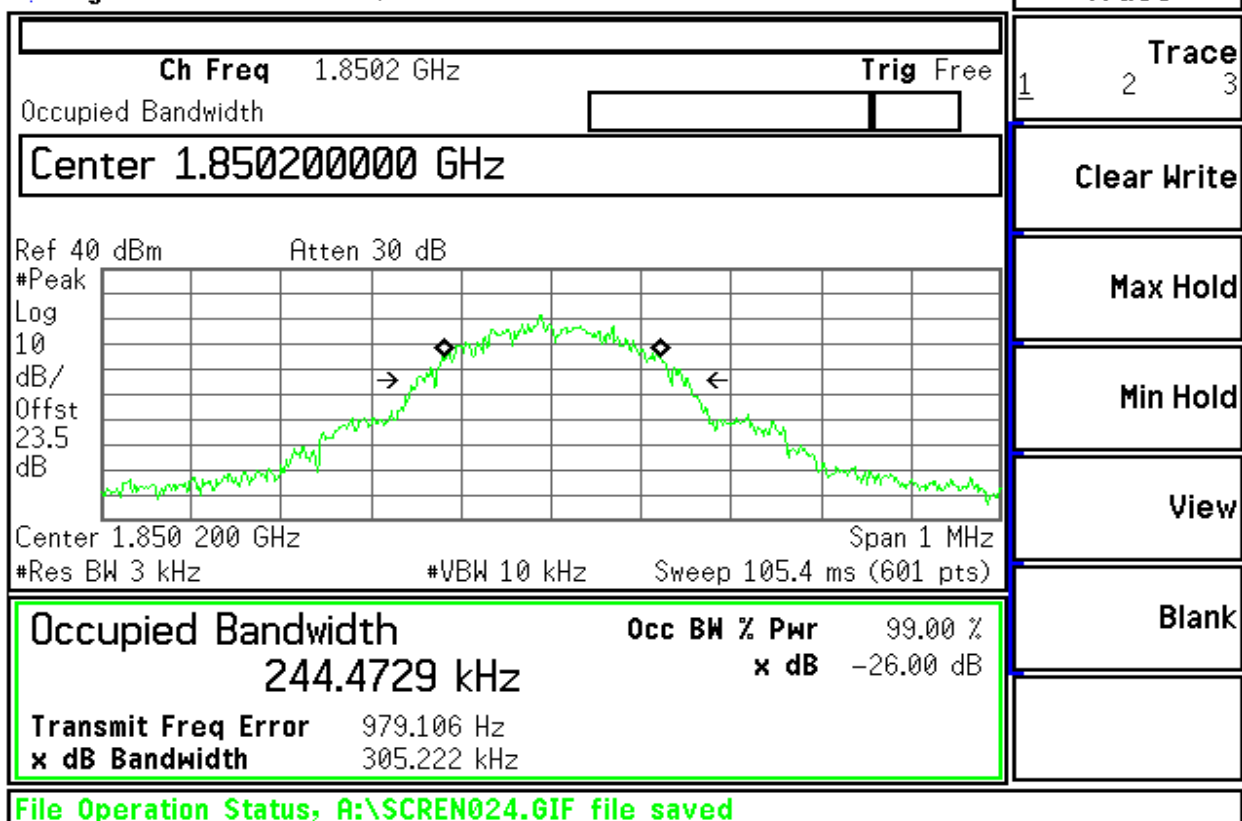 Ch Freq 1.8502 GHz Trig Free
Occupied Bandwidth
Center 1.850200000 GHz
Ref 40 dBm Atten 30 dB
#Peak
Log
10
dB/
Offst
23.5
dB
Center 1.850 200 GHz Span 1 MHz
#Res BW 3 kHz #VBW 10 kHz Sweep 105.4 ms (601 pts)
Occupied Bandwidth
244.4729 kHz
Occ BW % Pwr 99.00 %
x dB -26.00 dB
Transmit Freq Error 979.106 Hz
x dB Bandwidth 305.222 kHz
File Operation Status, A:\SCREN024.GIF file saved
Trace
1 2 3
Clear Write
Max Hold
Min Hold
View
Blank